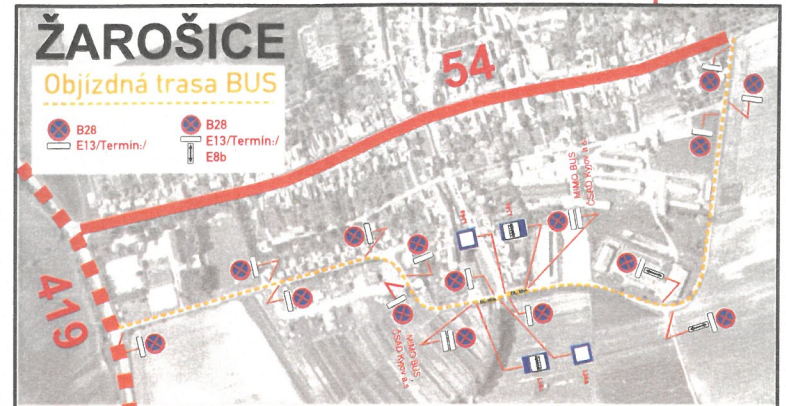 ŽAROŠICE
Objízdná trasa BUS
B28
E13/Termín:/
B28
E13/Termín:/
E8b
54
419
MIMO BUS
ČSAD Kyjov a.s.
MIMO BUS,
ČSAD Kyjov a.s.